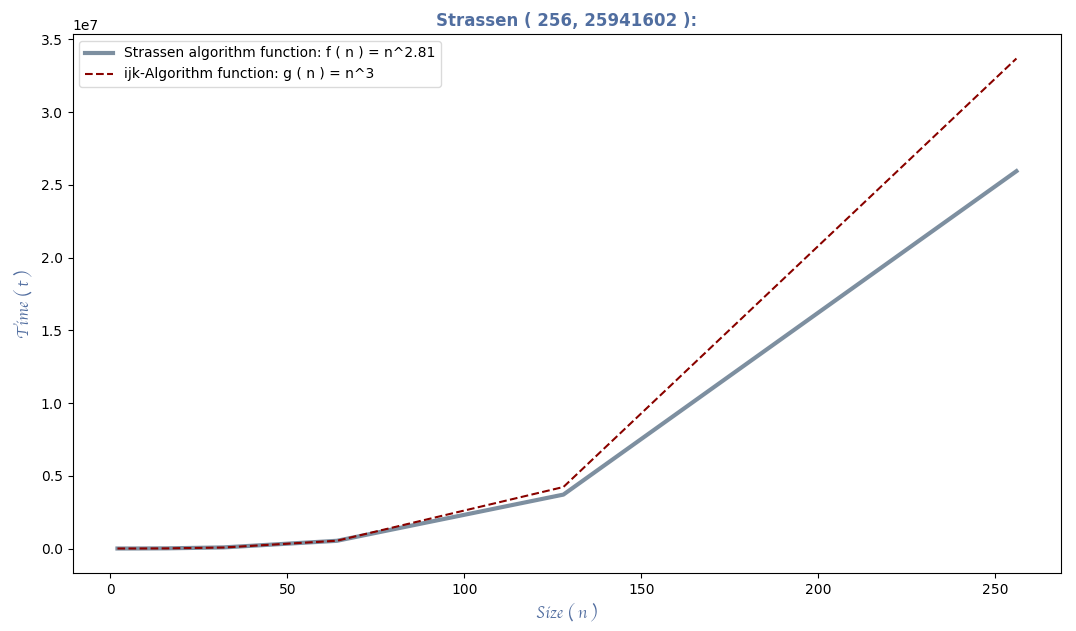 Strassen ( 256, 25941602 ):
1e7
Strassen algorithm function: f ( n ) = n^2.81
ijk-Algorithm function: g ( n ) = n^3
3.5
3.0
2.5
2.0
1.5
1.0
0.5
0.0
Time ( t )
0 50 100 150 200 250
Size ( n )